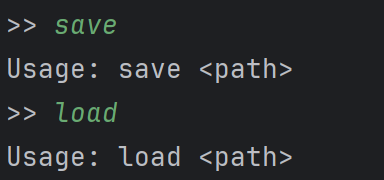 >> save
Usage: save <path>
>> load
Usage: load <path>